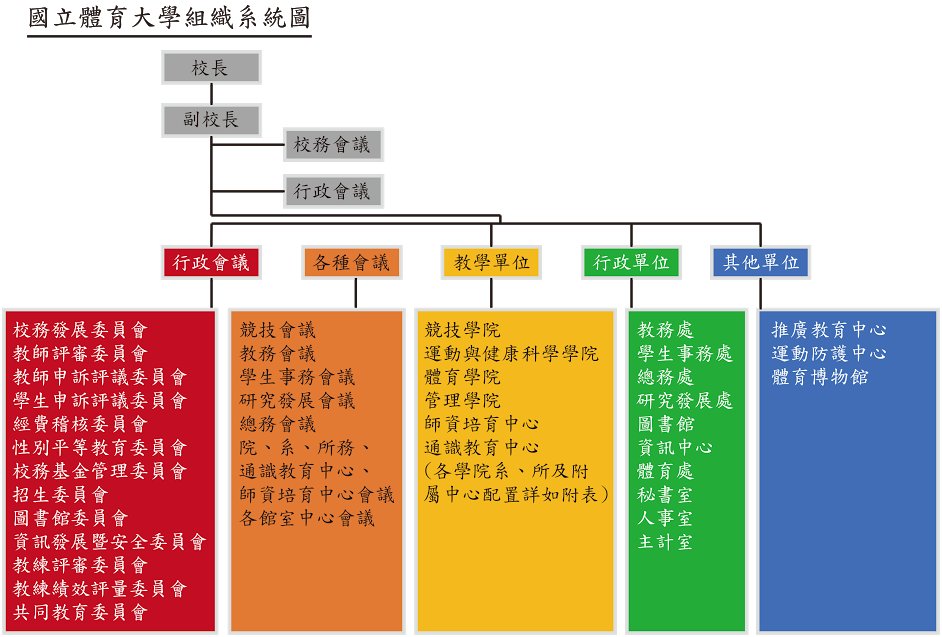 國立體育大學組織系統圖
校長
副校長
校務會議
行政會議
行政會議
各種會議
教學單位
行政單位
其他單位
校務發展委員會
教師評審委員會
教師申訴評議委員會
學生申訴評議委員會
經費稽核委員會
性別平等教育委員會
校務基金管理委員會
招生委員會
圖書館委員會
資訊發展暨安全委員會
教練評審委員會
教練績效評量委員會
共同教育委員會
競技會議
教務會議
學生事務會議
研究發展會議
總務會議
院、系、所務、
通識教育中心、
師資培育中心會議
各館室中心會議
競技學院
運動與健康科學學院
體育學院
管理學院
師資培育中心
通識教育中心
(各學院系、所及附
屬中心配置詳如附表)
教務處
學生事務處
總務處
研究發展處
圖書館
資訊中心
體育處
秘書室
人事室
主計室
推廣教育中心
運動防護中心
體育博物館